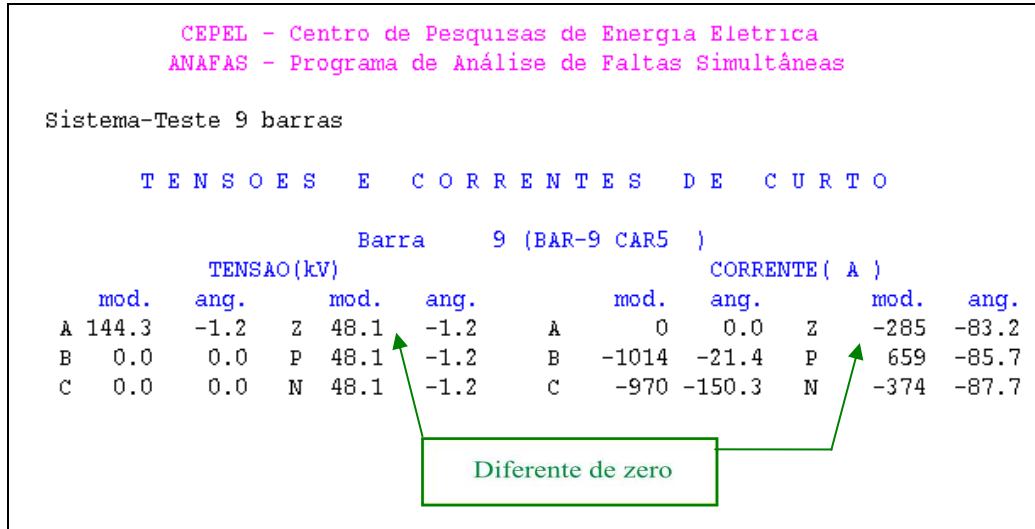 CEPEL - Centro de Pesquisas de Energia Eletrica
ANAFAS - Programa de Análise de Faltas Simultâneas
Sistema-Teste 9 barras
T E N S O E S E C O R R E N T E S D E C U R T O
Barra 9 (BAR-9 CAR5 )
TENSAO(kV) CORRENTE( A )
mod. ang. mod. ang. mod. ang. mod. ang.
A 144.3 -1.2 Z 48.1 -1.2 A 0 0.0 Z -285 -83.2
B 0.0 0.0 P 48.1 -1.2 B -1014 -21.4 P 659 -85.7
C 0.0 0.0 N 48.1 -1.2 C -970 -150.3 N -374 -87.7
Diferente de zero